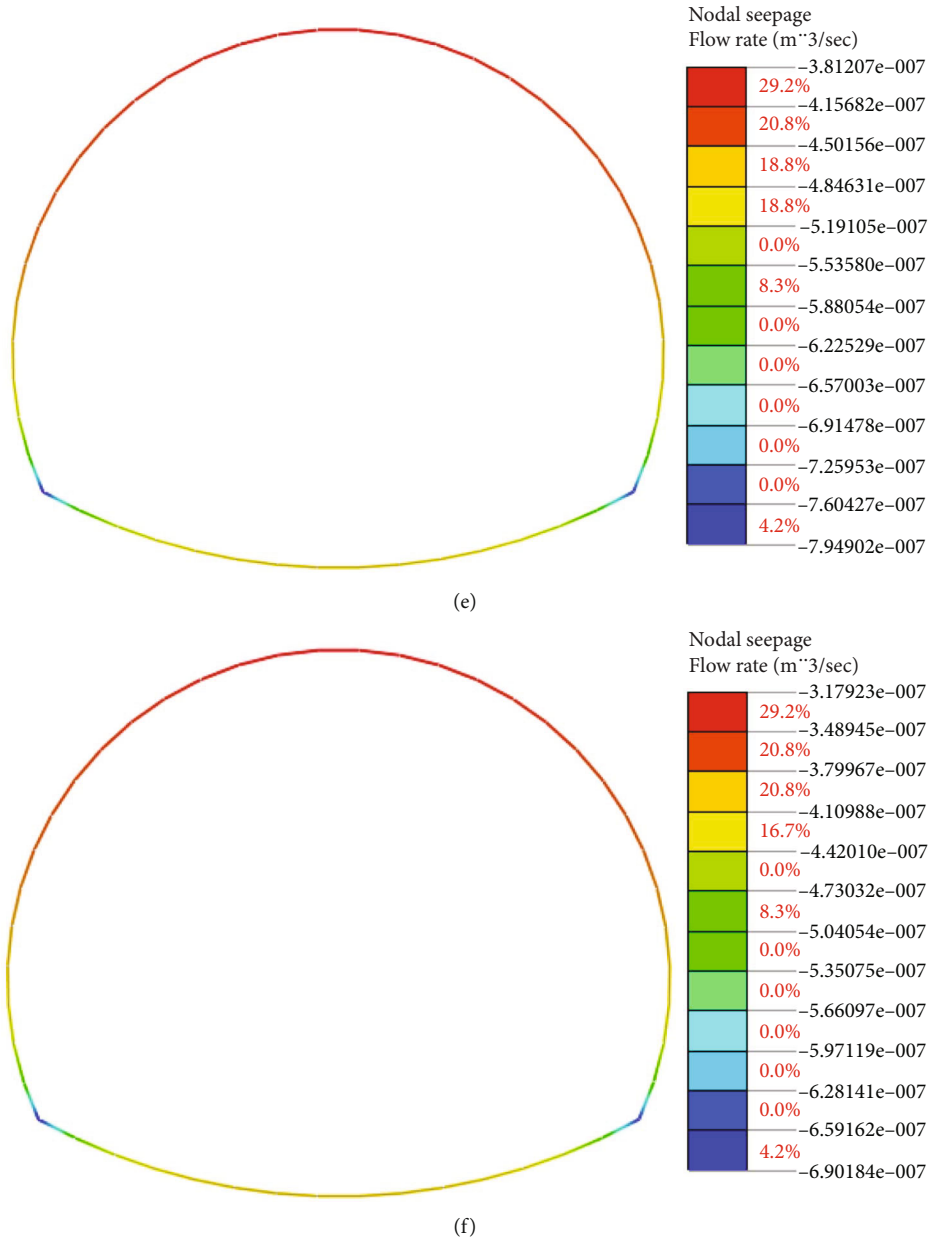 Nodal seepage
Flow rate (m¨3/sec)
−3.81207e−007
29.2%
−4.15682e−007
20.8%
−4.50156e−007
18.8%
−4.84631e−007
18.8%
−5.19105e−007
0.0%
−5.53580e−007
8.3%
−5.88054e−007
0.0%
−6.22529e−007
0.0%
−6.57003e−007
0.0%
−6.91478e−007
0.0%
−7.25953e−007
0.0%
−7.60427e−007
4.2%
−7.94902e−007
(e)
Nodal seepage
Flow rate (m¨3/sec)
−3.17923e−007
29.2%
−3.48945e−007
20.8%
−3.79967e−007
20.8%
−4.10988e−007
16.7%
−4.42010e−007
0.0%
−4.73032e−007
8.3%
−5.04054e−007
0.0%
−5.35075e−007
0.0%
−5.66097e−007
0.0%
−5.97119e−007
0.0%
−6.28141e−007
0.0%
−6.59162e−007
4.2%
−6.90184e−007
(f)